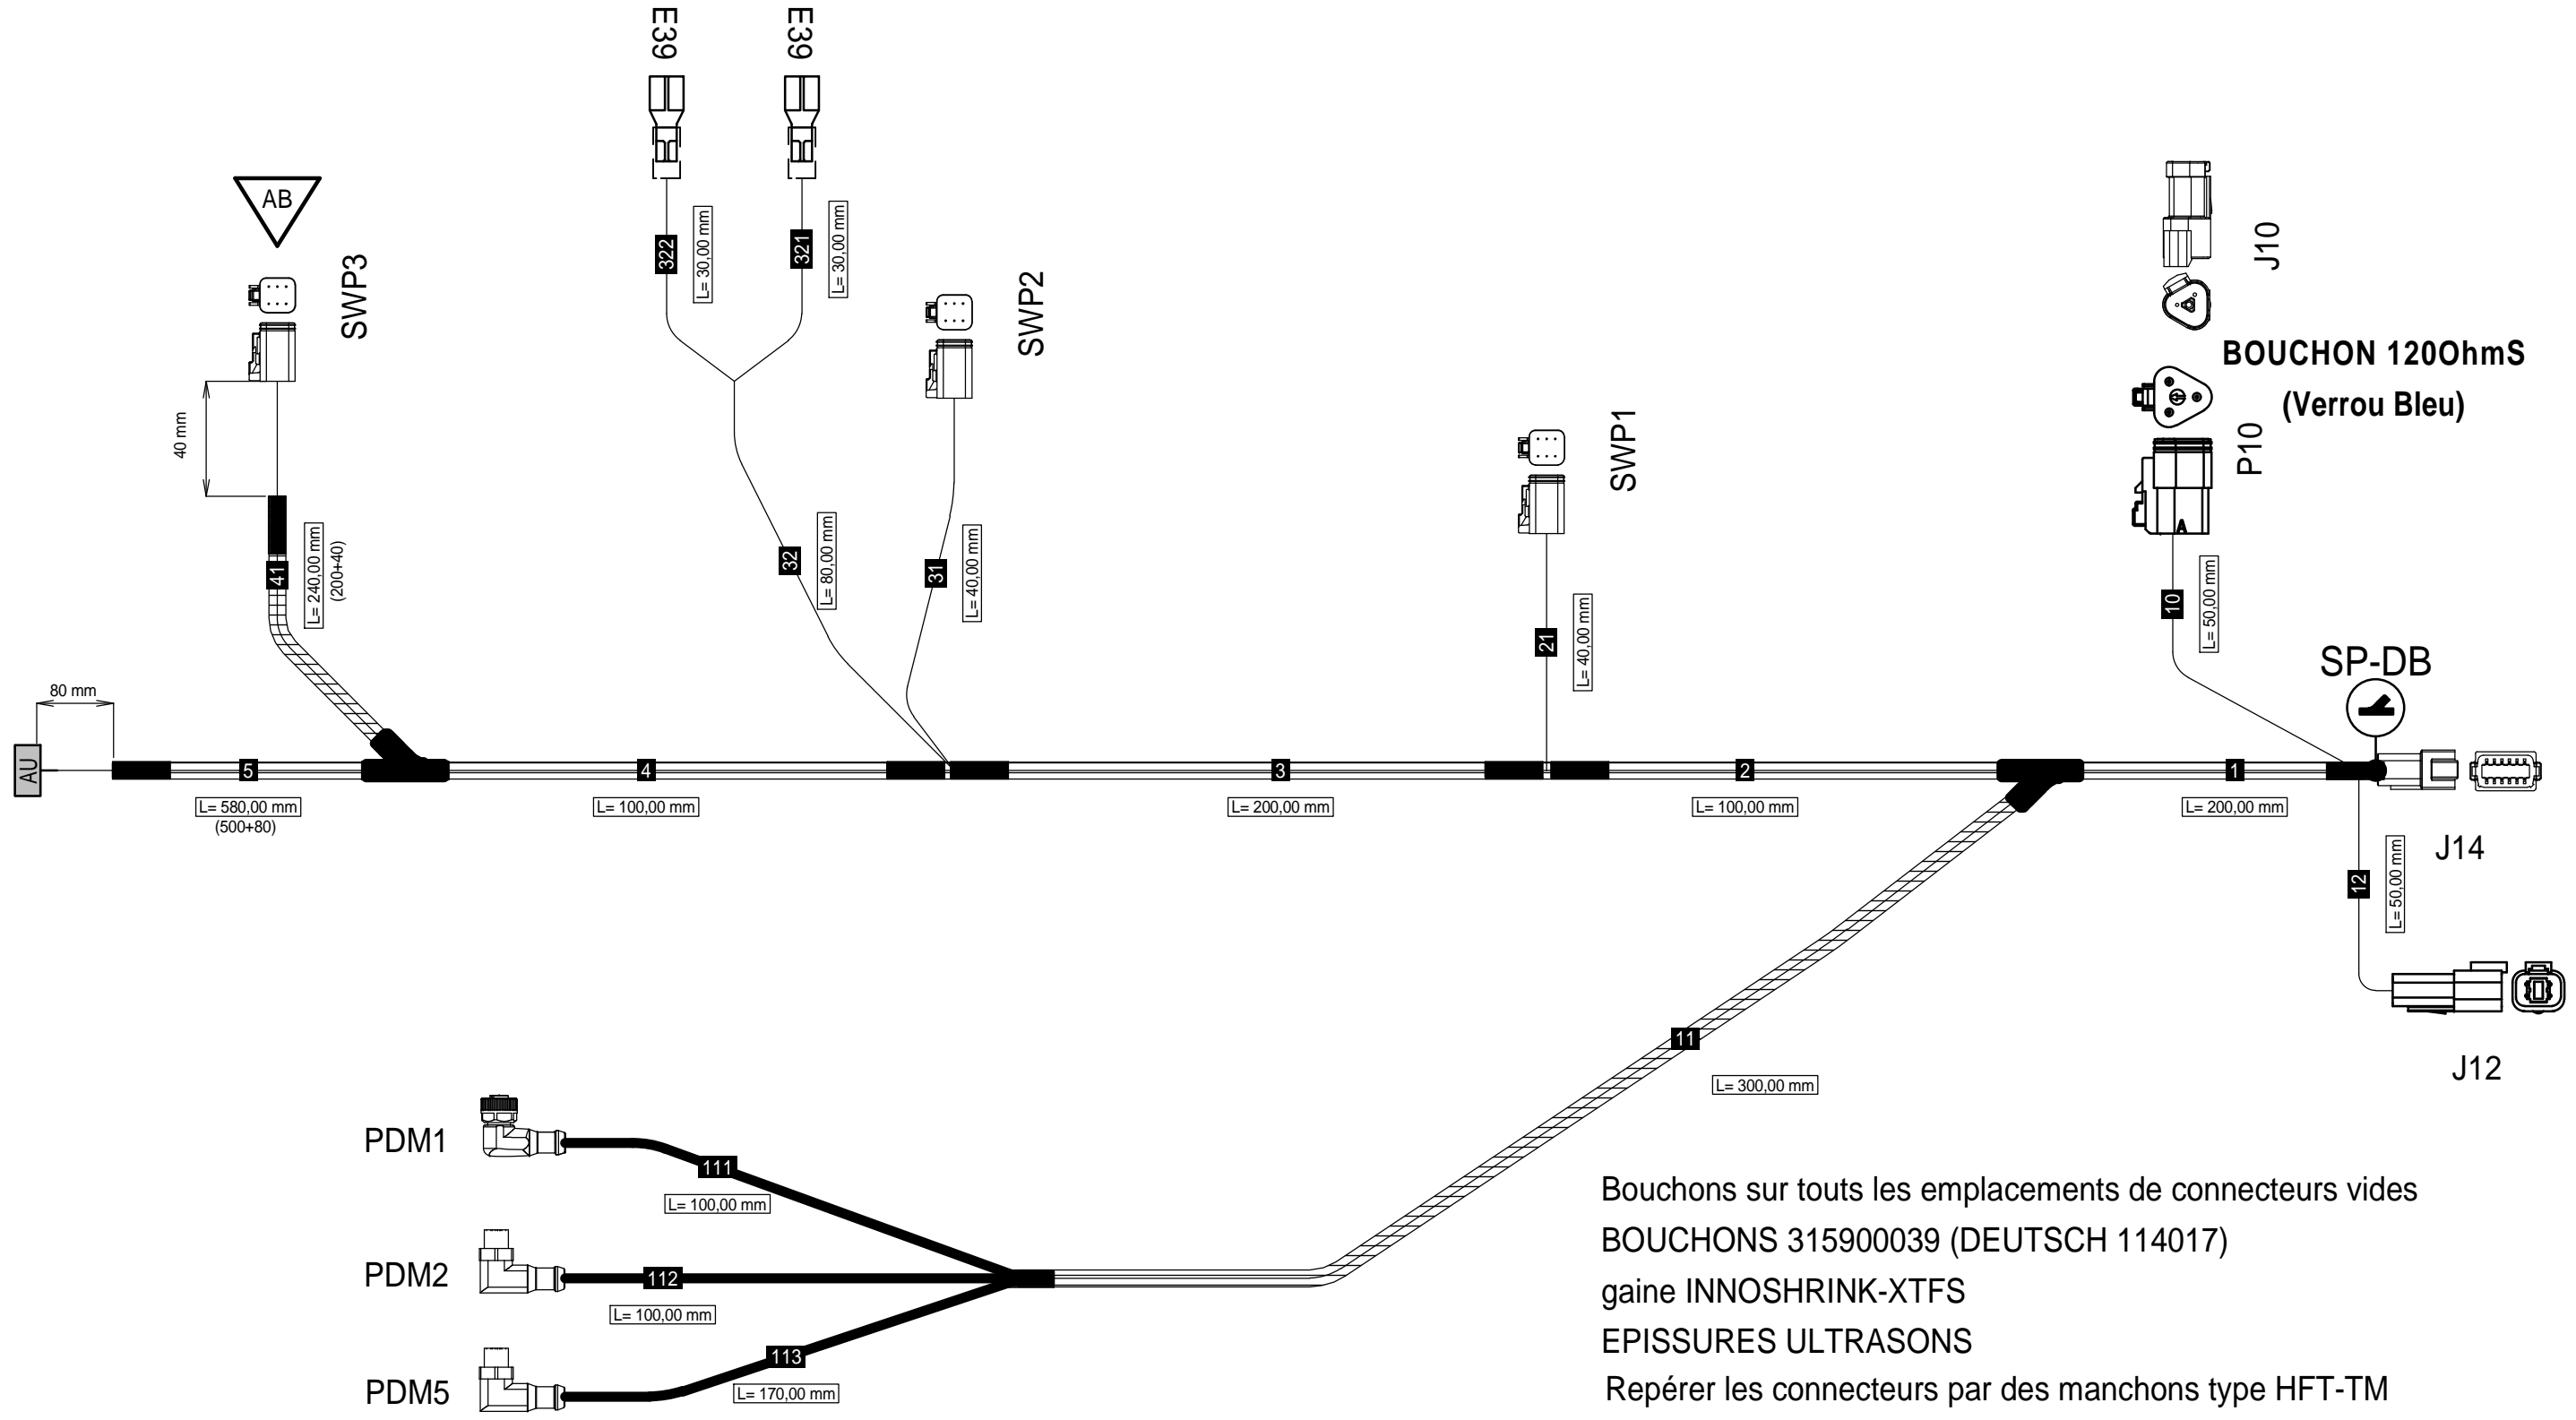 E39
E39
AB
SWP3
40 mm
41
L= 240,00 mm
(200+40)
322
L= 30,00 mm
321
L= 30,00 mm
SWP2
32
L= 80,00 mm
31
L= 40,00 mm
SWP1
21
L= 40,00 mm
J10
BOUCHON 120OhmS
(Verrou Bleu)
P10
A
10
L= 50,00 mm
SP-DB
80 mm
AU
5
L= 580,00 mm
(500+80)
4
L= 100,00 mm
3
L= 200,00 mm
2
L= 100,00 mm
1
L= 200,00 mm
J14
12
L= 50,00 mm
J12
11
L= 300,00 mm
PDM1
111
L= 100,00 mm
PDM2
112
L= 100,00 mm
PDM5
113
L= 170,00 mm
Bouchons sur touts les emplacements de connecteurs vides
BOUCHONS 315900039 (DEUTSCH 114017)
gaine INNOSHRINK-XTFS
EPISSURES ULTRASONS
Repérer les connecteurs par des manchons type HFT-TM